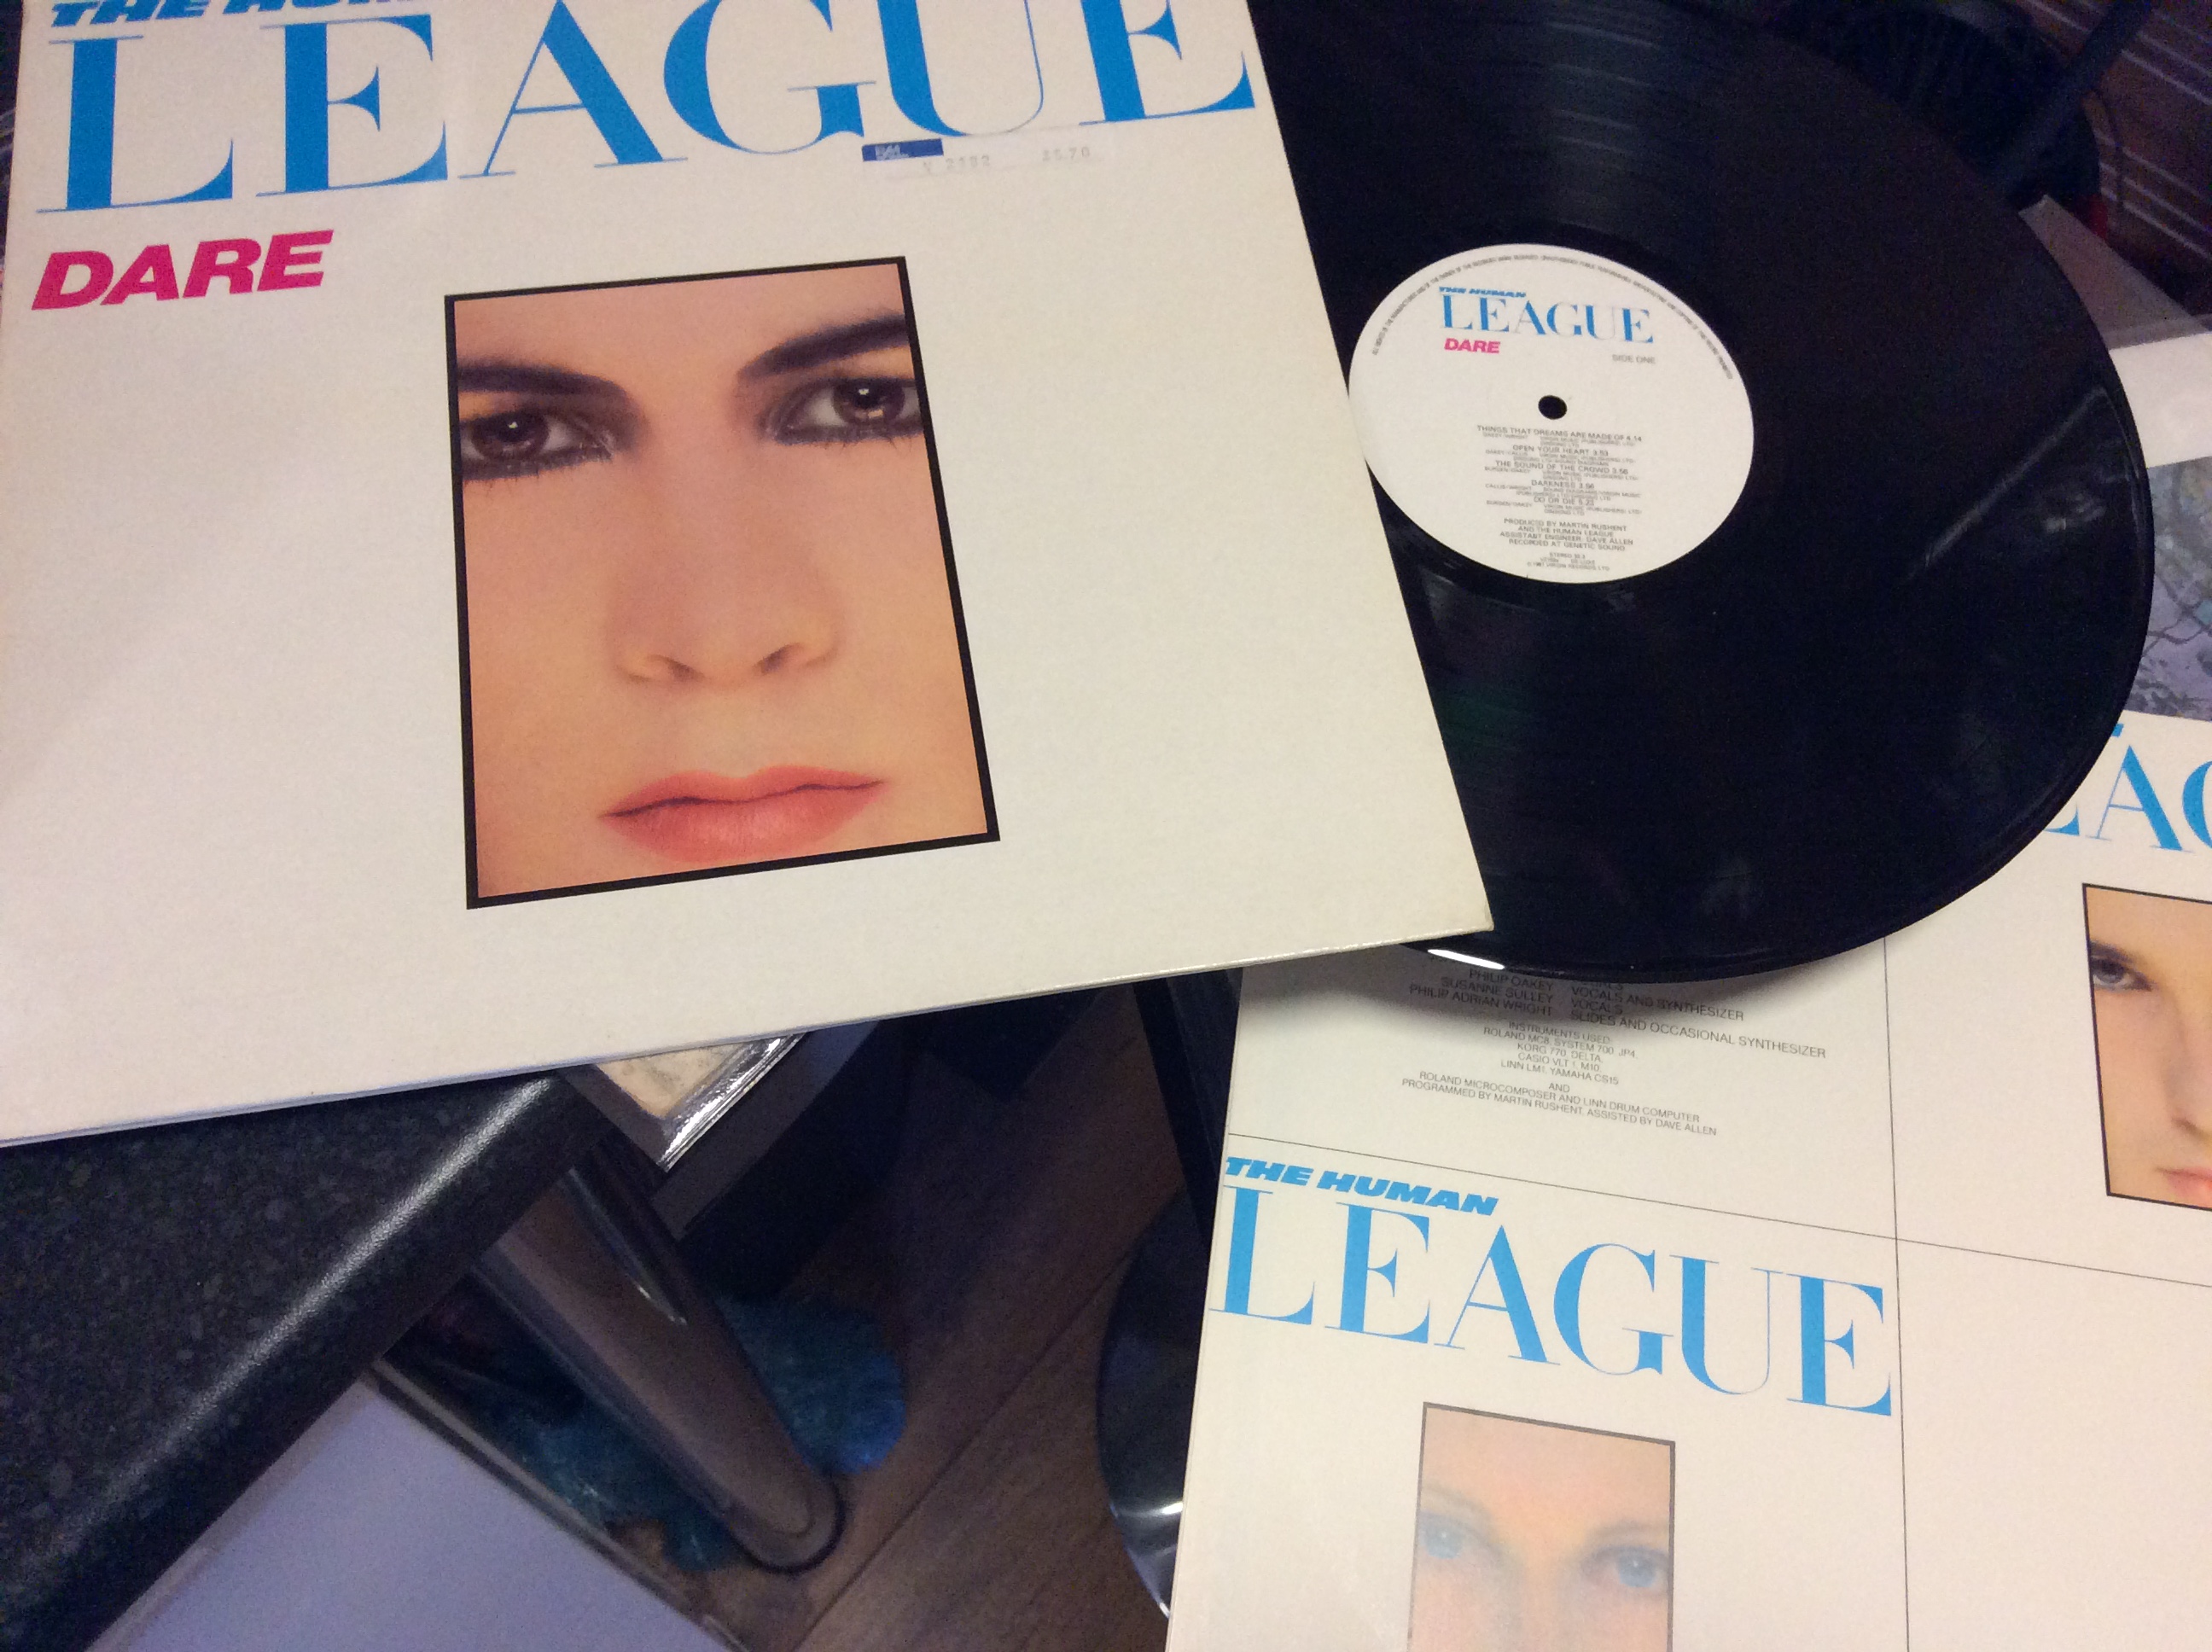 THE HUM
LEAGUE
DARE
THE HUMAN
LEAGUE
DARE
SIDE ONE
THINGS THAT DREAMS ARE MADE OF 4.14
OPEN YOUR HEART 3.53
THE SOUND OF THE CROWD 3.56
DARKNESS 3.56
DO OR DIE 5.23
PRODUCED BY MARTIN RUSHENT
AND THE HUMAN LEAGUE
ASSISTANT ENGINEER: DAVE ALLEN
RECORDED AT GENETIC SOUND
PHILIP OAKEY VOCALS AND SYNTHESIZER
SUSANNE SULLEY VOCALS
PHILIP ADRIAN WRIGHT SLIDES AND OCCASIONAL SYNTHESIZER
INSTRUMENTS USED:
ROLAND MC8, SYSTEM 700, JP4,
KORG 770, DELTA,
CASIO VLT 1, M10,
LINN LM1, YAMAHA CS15
AND
ROLAND MICROCOMPOSER AND LINN DRUM COMPUTER
PROGRAMMED BY MARTIN RUSHENT. ASSISTED BY DAVE ALLEN
THE HUMAN
LEAGUE